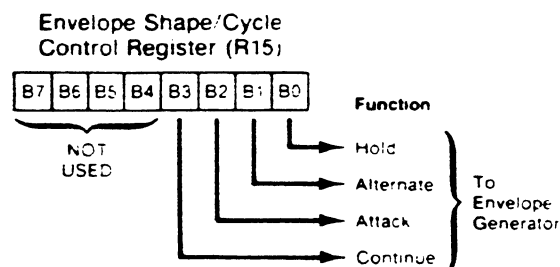 Envelope Shape/Cycle
Control Register (R15)
B7 B6 B5 B4 B3 B2 B1 B0
NOT
USED
Function
Hold
Alternate
Attack
Continue
To
Envelope
Generator